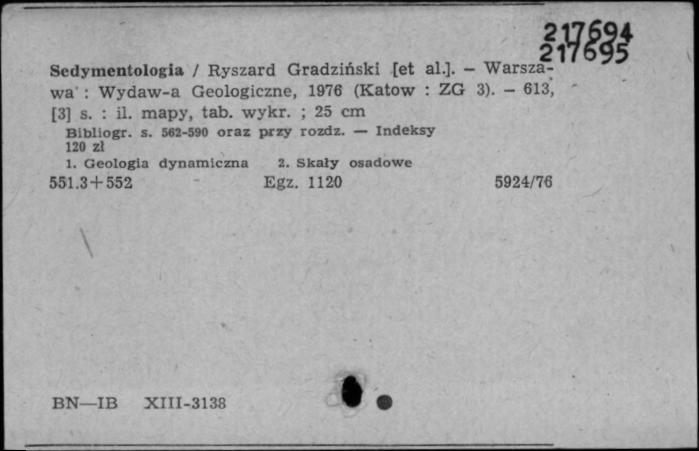 217694
217695
Sedymentologia / Ryszard Gradziński [et al.]. — Warsza-
wa : Wydaw-a Geologiczne, 1976 (Katow : ZG 3). — 613,
[3] s. : il. mapy, tab. wykr. ; 25 cm
Bibliogr. s. 562-590 oraz przy rozdz. — Indeksy
120 zł
1. Geologia dynamiczna 2. Skały osadowe
551.3+552 Egz. 1120 5924/76
BN—IB XIII-3138